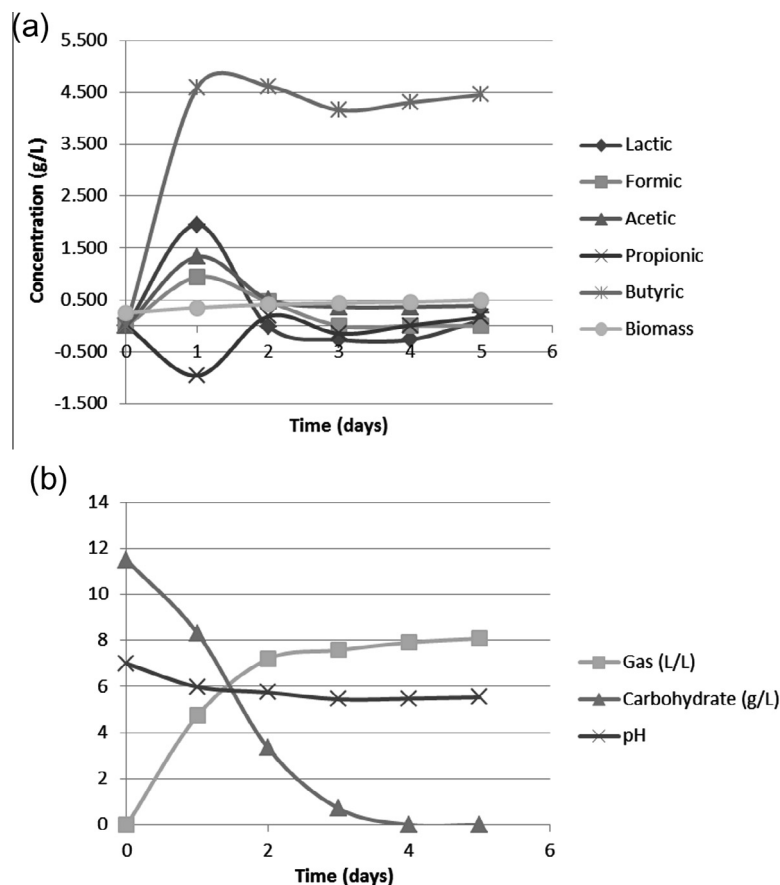 (a)
5.500
4.500
3.500
2.500
1.500
0.500
-0.500
-1.500
Concentration (g/L)
0 1 2 3 4 5 6
Time (days)
Lactic
Formic
Acetic
Propionic
Butyric
Biomass
(b)
14
12
10
8
6
4
2
0
0 2 4 6
Time (days)
Gas (L/L)
Carbohydrate (g/L)
pH